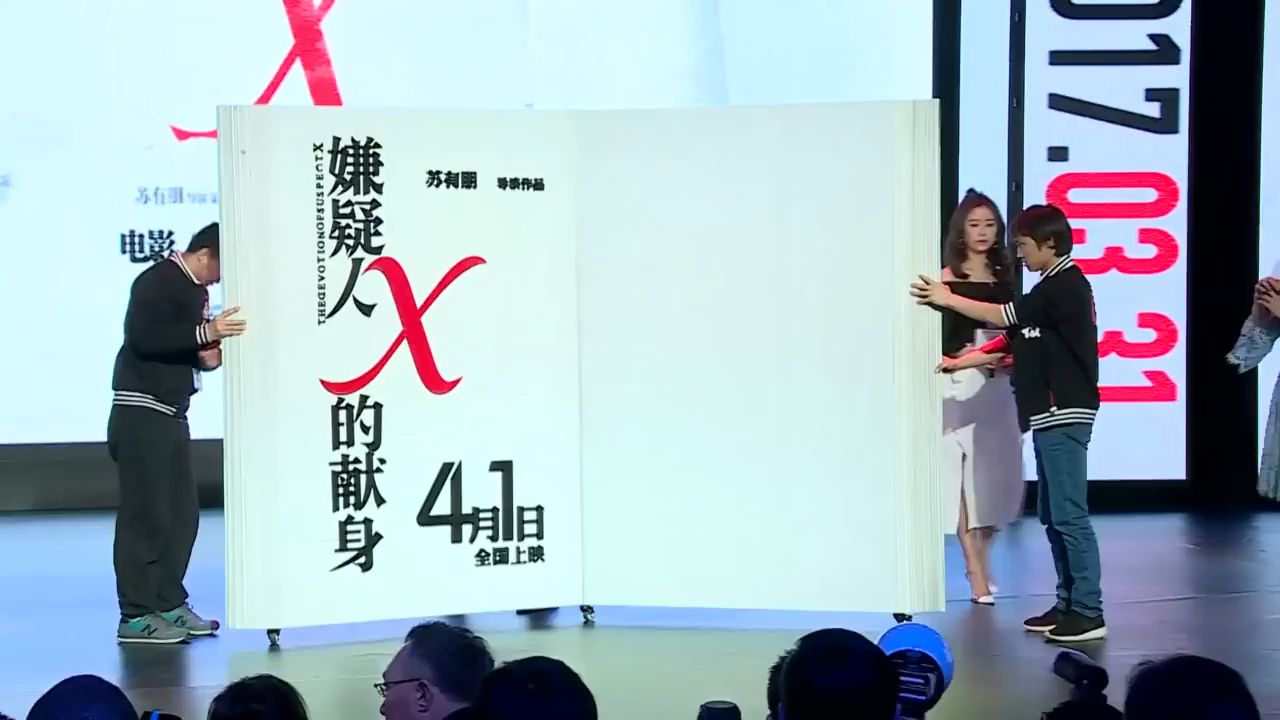 嫌疑人X的献身
THEDEVOTIONOFSUSPECTX
苏有朋 导演作品
4月1日
全国上映
X
苏有朋
电影
017.03 31
N